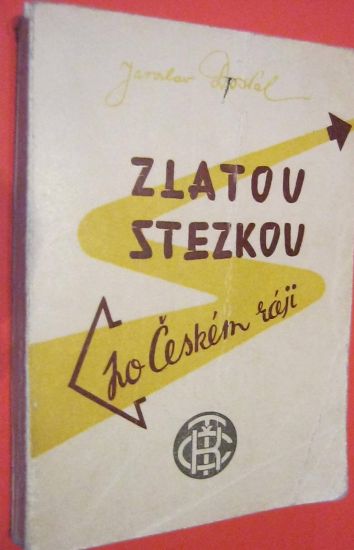 Jaroslav Dostál
ZLATOU
STEZKOU
po Českém ráji